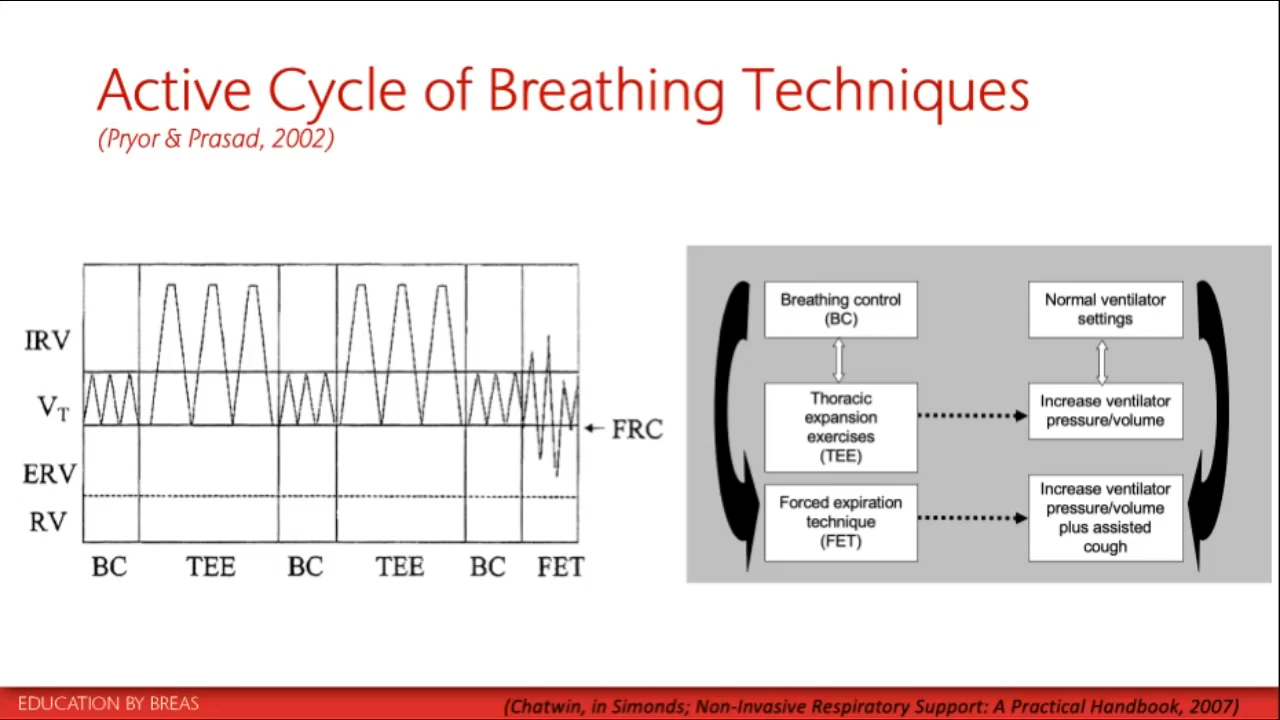 Active Cycle of Breathing Techniques
(Pryor & Prasad, 2002)
IRV
VT
ERV
RV
← FRC
BC TEE BC TEE BC FET
Breathing control
(BC)
Thoracic
expansion
exercises
(TEE)
Forced expiration
technique
(FET)
Normal ventilator
settings
Increase ventilator
pressure/volume
Increase ventilator
pressure/volume
plus assisted
cough
EDUCATION BY BREAS
(Chatwin, in Simonds; Non-Invasive Respiratory Support: A Practical Handbook, 2007)